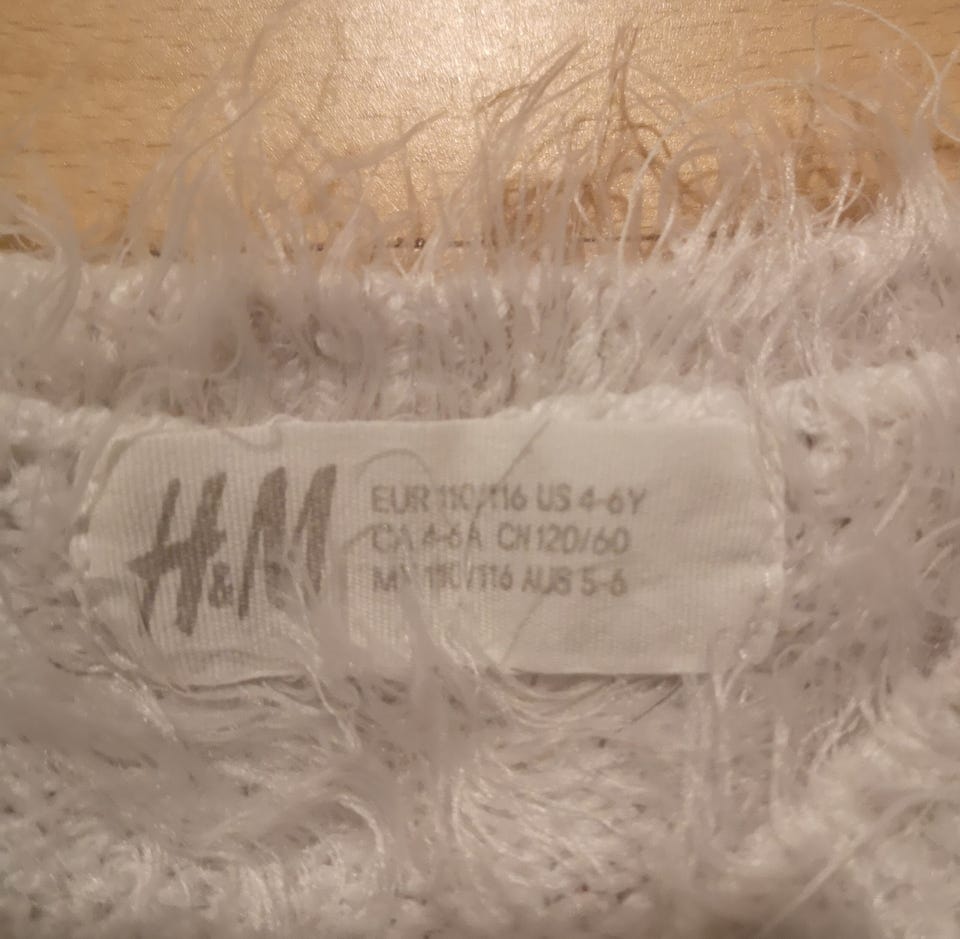 H&M
EUR 110/116 US 4-6Y
CA 4-6A CN 120/60
MX 110/116 AUS 5-6